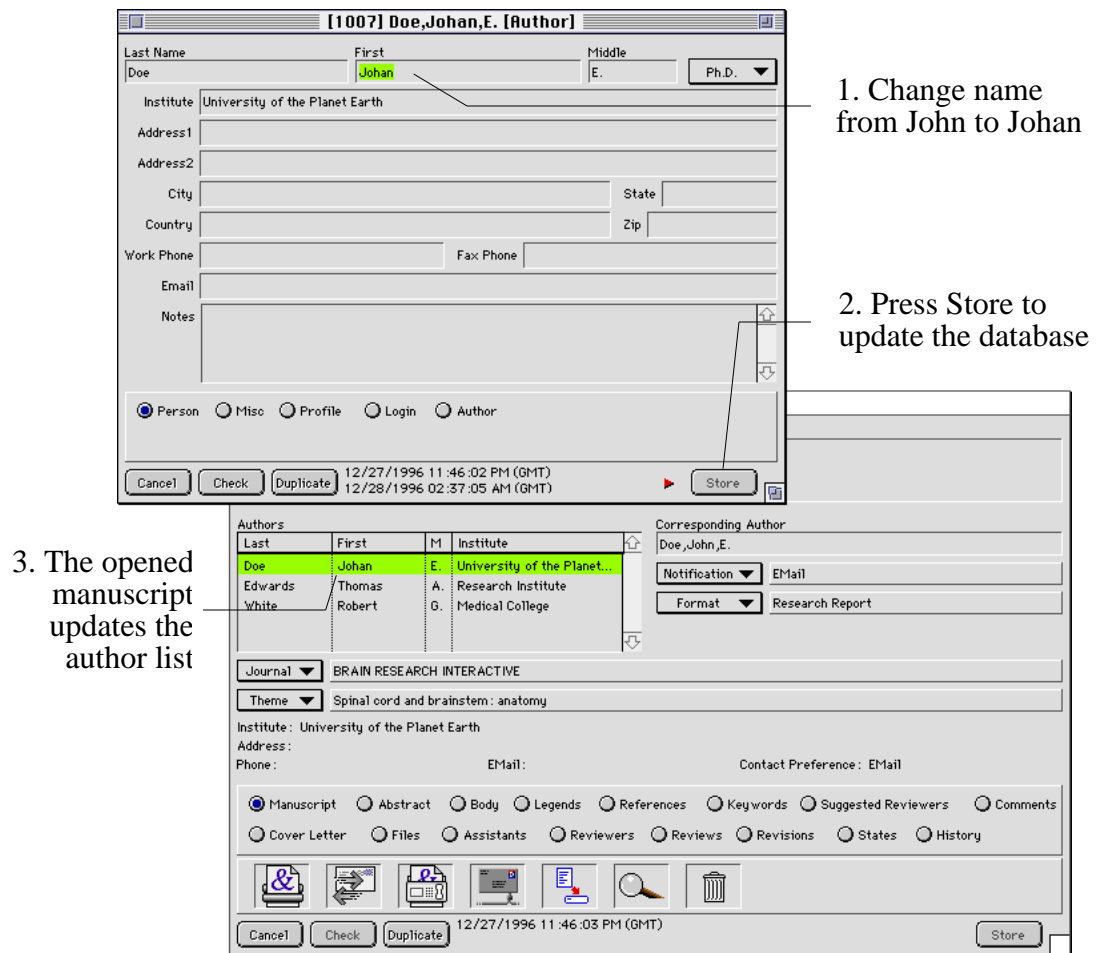 [1007] Doe,Johan,E. [Author]
Last Name First Middle
Doe Johan E. Ph.D.
Institute University of the Planet Earth
Address1
Address2
City State
Country Zip
Work Phone Fax Phone
Email
Notes
Person Misc Profile Login Author
Cancel Check Duplicate 12/27/1996 11:46:02 PM (GMT)
12/28/1996 02:37:05 AM (GMT) Store
1. Change name
from John to Johan
2. Press Store to
update the database
3. The opened
manuscript
updates the
author list
Authors Corresponding Author
Last First M Institute Doe,John,E.
Doe Johan E. University of the Planet...
Edwards Thomas A. Research Institute
White Robert G. Medical College
Notification EMail
Format Research Report
Journal BRAIN RESEARCH INTERACTIVE
Theme Spinal cord and brainstem: anatomy
Institute: University of the Planet Earth
Address:
Phone: EMail: Contact Preference: EMail
Manuscript Abstract Body Legends References Keywords Suggested Reviewers Comments
Cover Letter Files Assistants Reviewers Reviews Revisions States History
&
&
Cancel Check Duplicate 12/27/1996 11:46:03 PM (GMT) Store